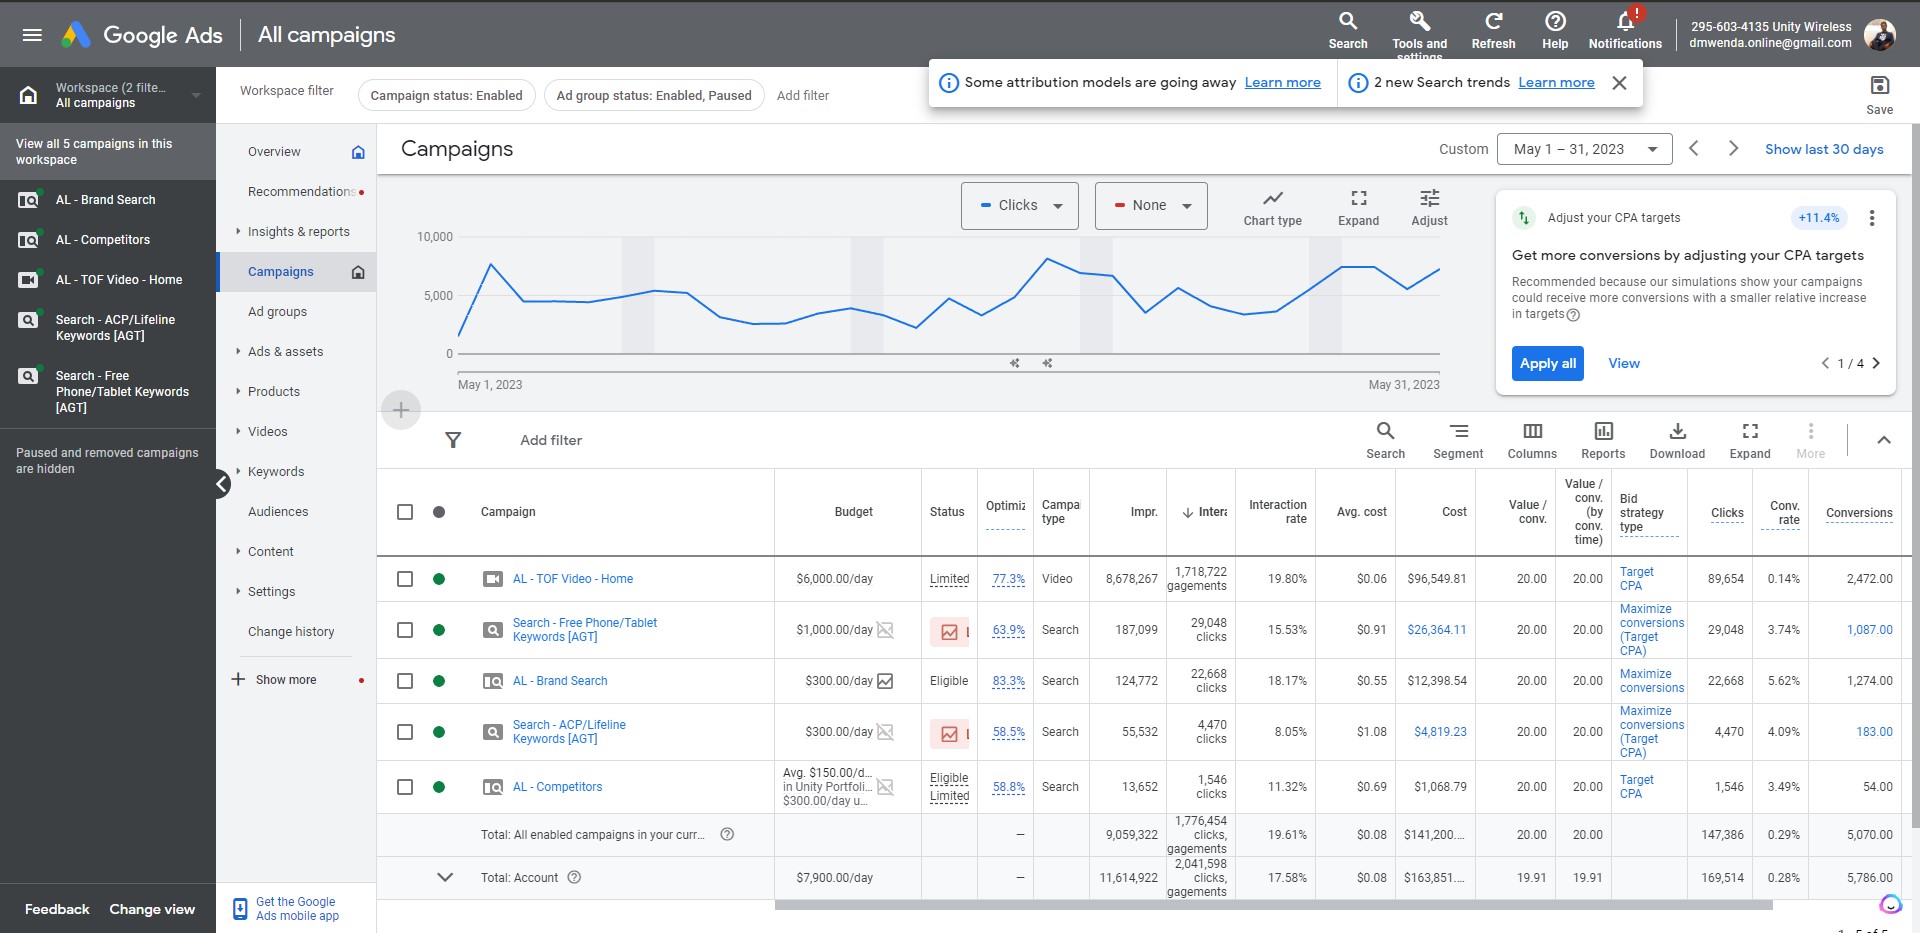 Google Ads
All campaigns
Search
Tools and
settings
Refresh
Help
Notifications
!
295-603-4135 Unity Wireless
dmwenda.online@gmail.com
Workspace (2 filte...
All campaigns
Workspace filter
Campaign status: Enabled
Ad group status: Enabled, Paused
Add filter
Some attribution models are going away Learn more
2 new Search trends Learn more
Save
View all 5 campaigns in this
workspace
AL - Brand Search
AL - Competitors
AL - TOF Video - Home
Search - ACP/Lifeline
Keywords [AGT]
Search - Free
Phone/Tablet Keywords
[AGT]
Paused and removed campaigns
are hidden
Feedback
Change view
Overview
Recommendations
Insights & reports
Campaigns
Ad groups
Ads & assets
Products
Videos
Keywords
Audiences
Content
Settings
Change history
Show more
Get the Google
Ads mobile app
Campaigns
Custom
May 1 – 31, 2023
Show last 30 days
Clicks
None
Chart type
Expand
Adjust
10,000
5,000
0
May 1, 2023
May 31, 2023
Adjust your CPA targets
+11.4%
Get more conversions by adjusting your CPA targets
Recommended because our simulations show your campaigns
could receive more conversions with a smaller relative increase
in targets
Apply all
View
1 / 4
Add filter
Search
Segment
Columns
Reports
Download
Expand
More
Campaign
Budget
Status
Optimiz
Campai
type
Impr.
Intera
Interaction
rate
Avg. cost
Cost
Value /
conv.
Value /
conv.
(by
conv.
time)
Bid
strategy
type
Clicks
Conv.
rate
Conversions
AL - TOF Video - Home
$6,000.00/day
Limited
77.3%
Video
8,678,267
1,718,722
gagements
19.80%
$0.06
$96,549.81
20.00
20.00
Target
CPA
89,654
0.14%
2,472.00
Search - Free Phone/Tablet
Keywords [AGT]
$1,000.00/day
63.9%
Search
187,099
29,048
clicks
15.53%
$0.91
$26,364.11
20.00
20.00
Maximize
conversions
(Target
CPA)
29,048
3.74%
1,087.00
AL - Brand Search
$300.00/day
Eligible
83.3%
Search
124,772
22,668
clicks
18.17%
$0.55
$12,398.54
20.00
20.00
Maximize
conversions
22,668
5.62%
1,274.00
Search - ACP/Lifeline
Keywords [AGT]
$300.00/day
58.5%
Search
55,532
4,470
clicks
8.05%
$1.08
$4,819.23
20.00
20.00
Maximize
conversions
(Target
CPA)
4,470
4.09%
183.00
AL - Competitors
Avg. $150.00/d...
in Unity Portfoli...
$300.00/day u...
Eligible
Limited
58.8%
Search
13,652
1,546
clicks
11.32%
$0.69
$1,068.79
20.00
20.00
Target
CPA
1,546
3.49%
54.00
Total: All enabled campaigns in your curr...
–
9,059,322
1,776,454
clicks,
gagements
19.61%
$0.08
$141,200....
20.00
20.00
147,386
0.29%
5,070.00
Total: Account
$7,900.00/day
–
11,614,922
2,041,598
clicks,
gagements
17.58%
$0.08
$163,851....
19.91
19.91
169,514
0.28%
5,786.00